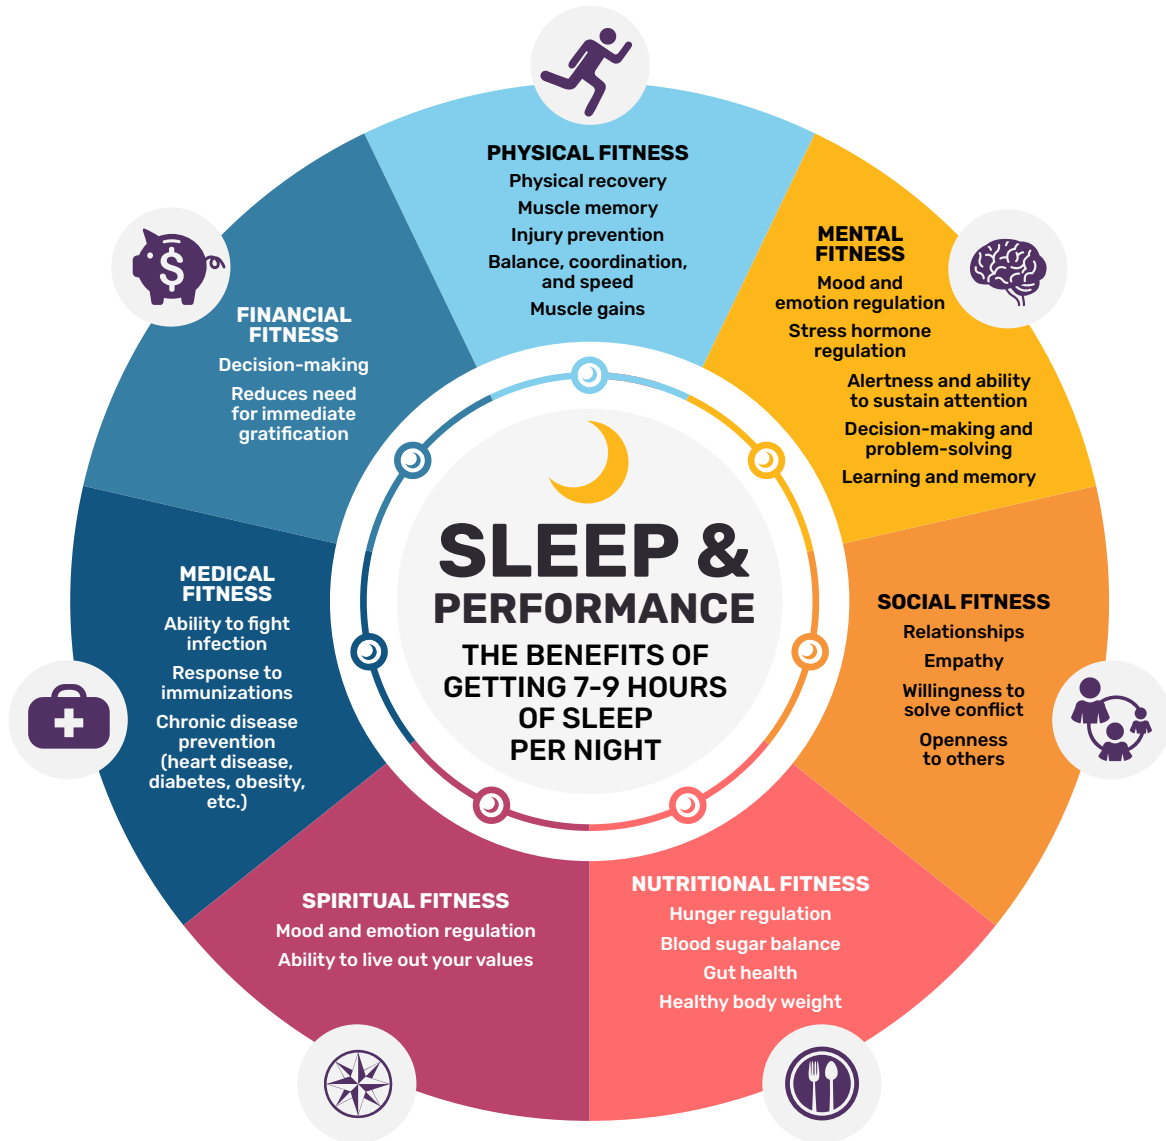 SLEEP &
PERFORMANCE
THE BENEFITS OF
GETTING 7-9 HOURS
OF SLEEP
PER NIGHT
PHYSICAL FITNESS
Physical recovery
Muscle memory
Injury prevention
Balance, coordination,
and speed
Muscle gains
MENTAL
FITNESS
Mood and
emotion regulation
Stress hormone
regulation
Alertness and ability
to sustain attention
Decision-making and
problem-solving
Learning and memory
SOCIAL FITNESS
Relationships
Empathy
Willingness to
solve conflict
Openness
to others
NUTRITIONAL FITNESS
Hunger regulation
Blood sugar balance
Gut health
Healthy body weight
SPIRITUAL FITNESS
Mood and emotion regulation
Ability to live out your values
MEDICAL
FITNESS
Ability to fight
infection
Response to
immunizations
Chronic disease
prevention
(heart disease,
diabetes, obesity,
etc.)
FINANCIAL
FITNESS
Decision-making
Reduces need
for immediate
gratification
$